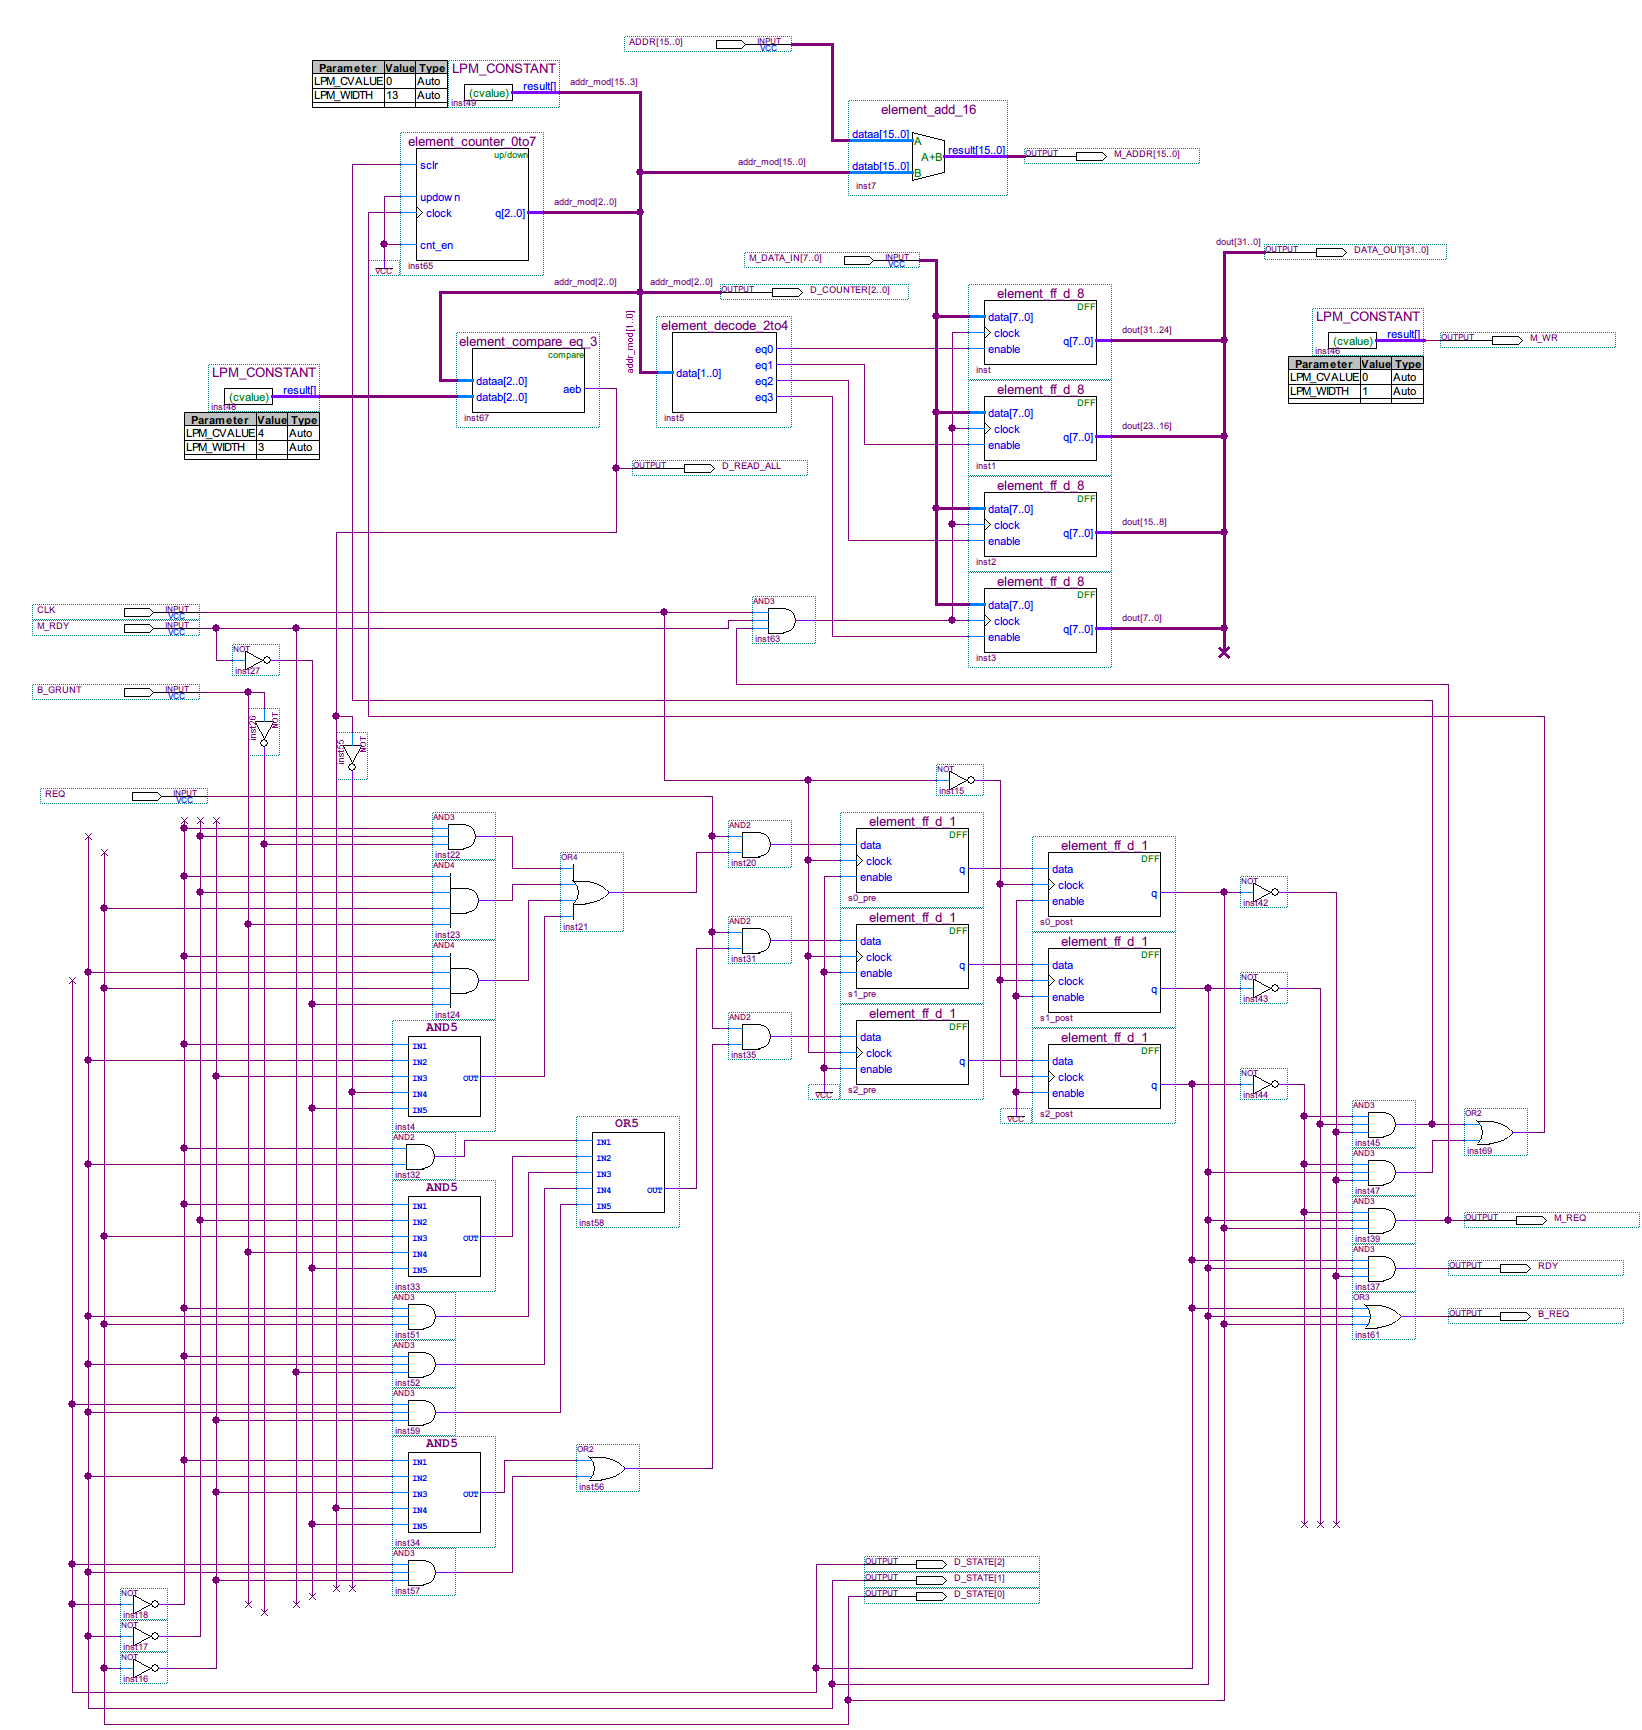 ADDR[15..0] INPUT VCC
Parameter Value Type
LPM_CVALUE 0 Auto
LPM_WIDTH 13 Auto
LPM_CONSTANT
(cvalue) result[]
inst49
addr_mod[15..3]
element_add_16
dataa[15..0] A
A+B result[15..0]
datab[15..0] B
inst7
addr_mod[15..0]
OUTPUT M_ADDR[15..0]
element_counter_0to7
up/down
sclr
updown
clock q[2..0]
cnt_en
inst65
VCC
addr_mod[2..0]
M_DATA_IN[7..0] INPUT VCC
dout[31..0]
OUTPUT DATA_OUT[31..0]
addr_mod[2..0] addr_mod[2..0]
OUTPUT D_COUNTER[2..0]
addr_mod[1..0]
element_compare_eq_3
compare
dataa[2..0]
datab[2..0]
aeb
inst67
element_decode_2to4
data[1..0]
eq0
eq1
eq2
eq3
inst5
LPM_CONSTANT
(cvalue) result[]
inst48
Parameter Value Type
LPM_CVALUE 4 Auto
LPM_WIDTH 3 Auto
element_ff_d_8
DFF
data[7..0]
clock q[7..0]
enable
inst
dout[31..24]
element_ff_d_8
DFF
data[7..0]
clock q[7..0]
enable
inst1
dout[23..16]
element_ff_d_8
DFF
data[7..0]
clock q[7..0]
enable
inst2
dout[15..8]
element_ff_d_8
DFF
data[7..0]
clock q[7..0]
enable
inst3
dout[7..0]
LPM_CONSTANT
(cvalue) result[]
inst46
OUTPUT M_WR
Parameter Value Type
LPM_CVALUE 0 Auto
LPM_WIDTH 1 Auto
OUTPUT D_READ_ALL
CLK INPUT VCC
M_RDY INPUT VCC
AND3
inst63
NOT
inst27
B_GRUNT INPUT VCC
NOT
inst26
NOT
REQ INPUT VCC
NOT
inst15
AND3
inst22
AND4
inst23
AND4
inst24
AND5
IN1
IN2
IN3 OUT
IN4
IN5
inst4
OR4
inst21
AND2
inst20
AND2
inst31
AND2
inst35
element_ff_d_1
DFF
data
clock q
enable
s0_pre
element_ff_d_1
DFF
data
clock q
enable
s1_pre
element_ff_d_1
DFF
data
clock q
enable
s2_pre
VCC
element_ff_d_1
DFF
data
clock q
enable
s0_post
element_ff_d_1
DFF
data
clock q
enable
s1_post
element_ff_d_1
DFF
data
clock q
enable
s2_post
VCC
NOT
inst42
NOT
inst43
NOT
inst44
AND2
inst32
AND5
IN1
IN2
IN3 OUT
IN4
IN5
inst33
OR5
IN1
IN2
IN3
IN4 OUT
IN5
inst58
AND3
inst51
AND3
inst52
AND3
inst59
AND5
IN1
IN2
IN3 OUT
IN4
IN5
inst34
OR2
inst56
AND3
inst57
AND3
inst45
OR2
inst69
AND3
inst47
AND3
inst39
OUTPUT M_REQ
AND3
inst37
OUTPUT RDY
OR3
inst61
OUTPUT B_REQ
OUTPUT D_STATE[2]
OUTPUT D_STATE[1]
OUTPUT D_STATE[0]
NOT
inst18
NOT
inst17
NOT
inst16